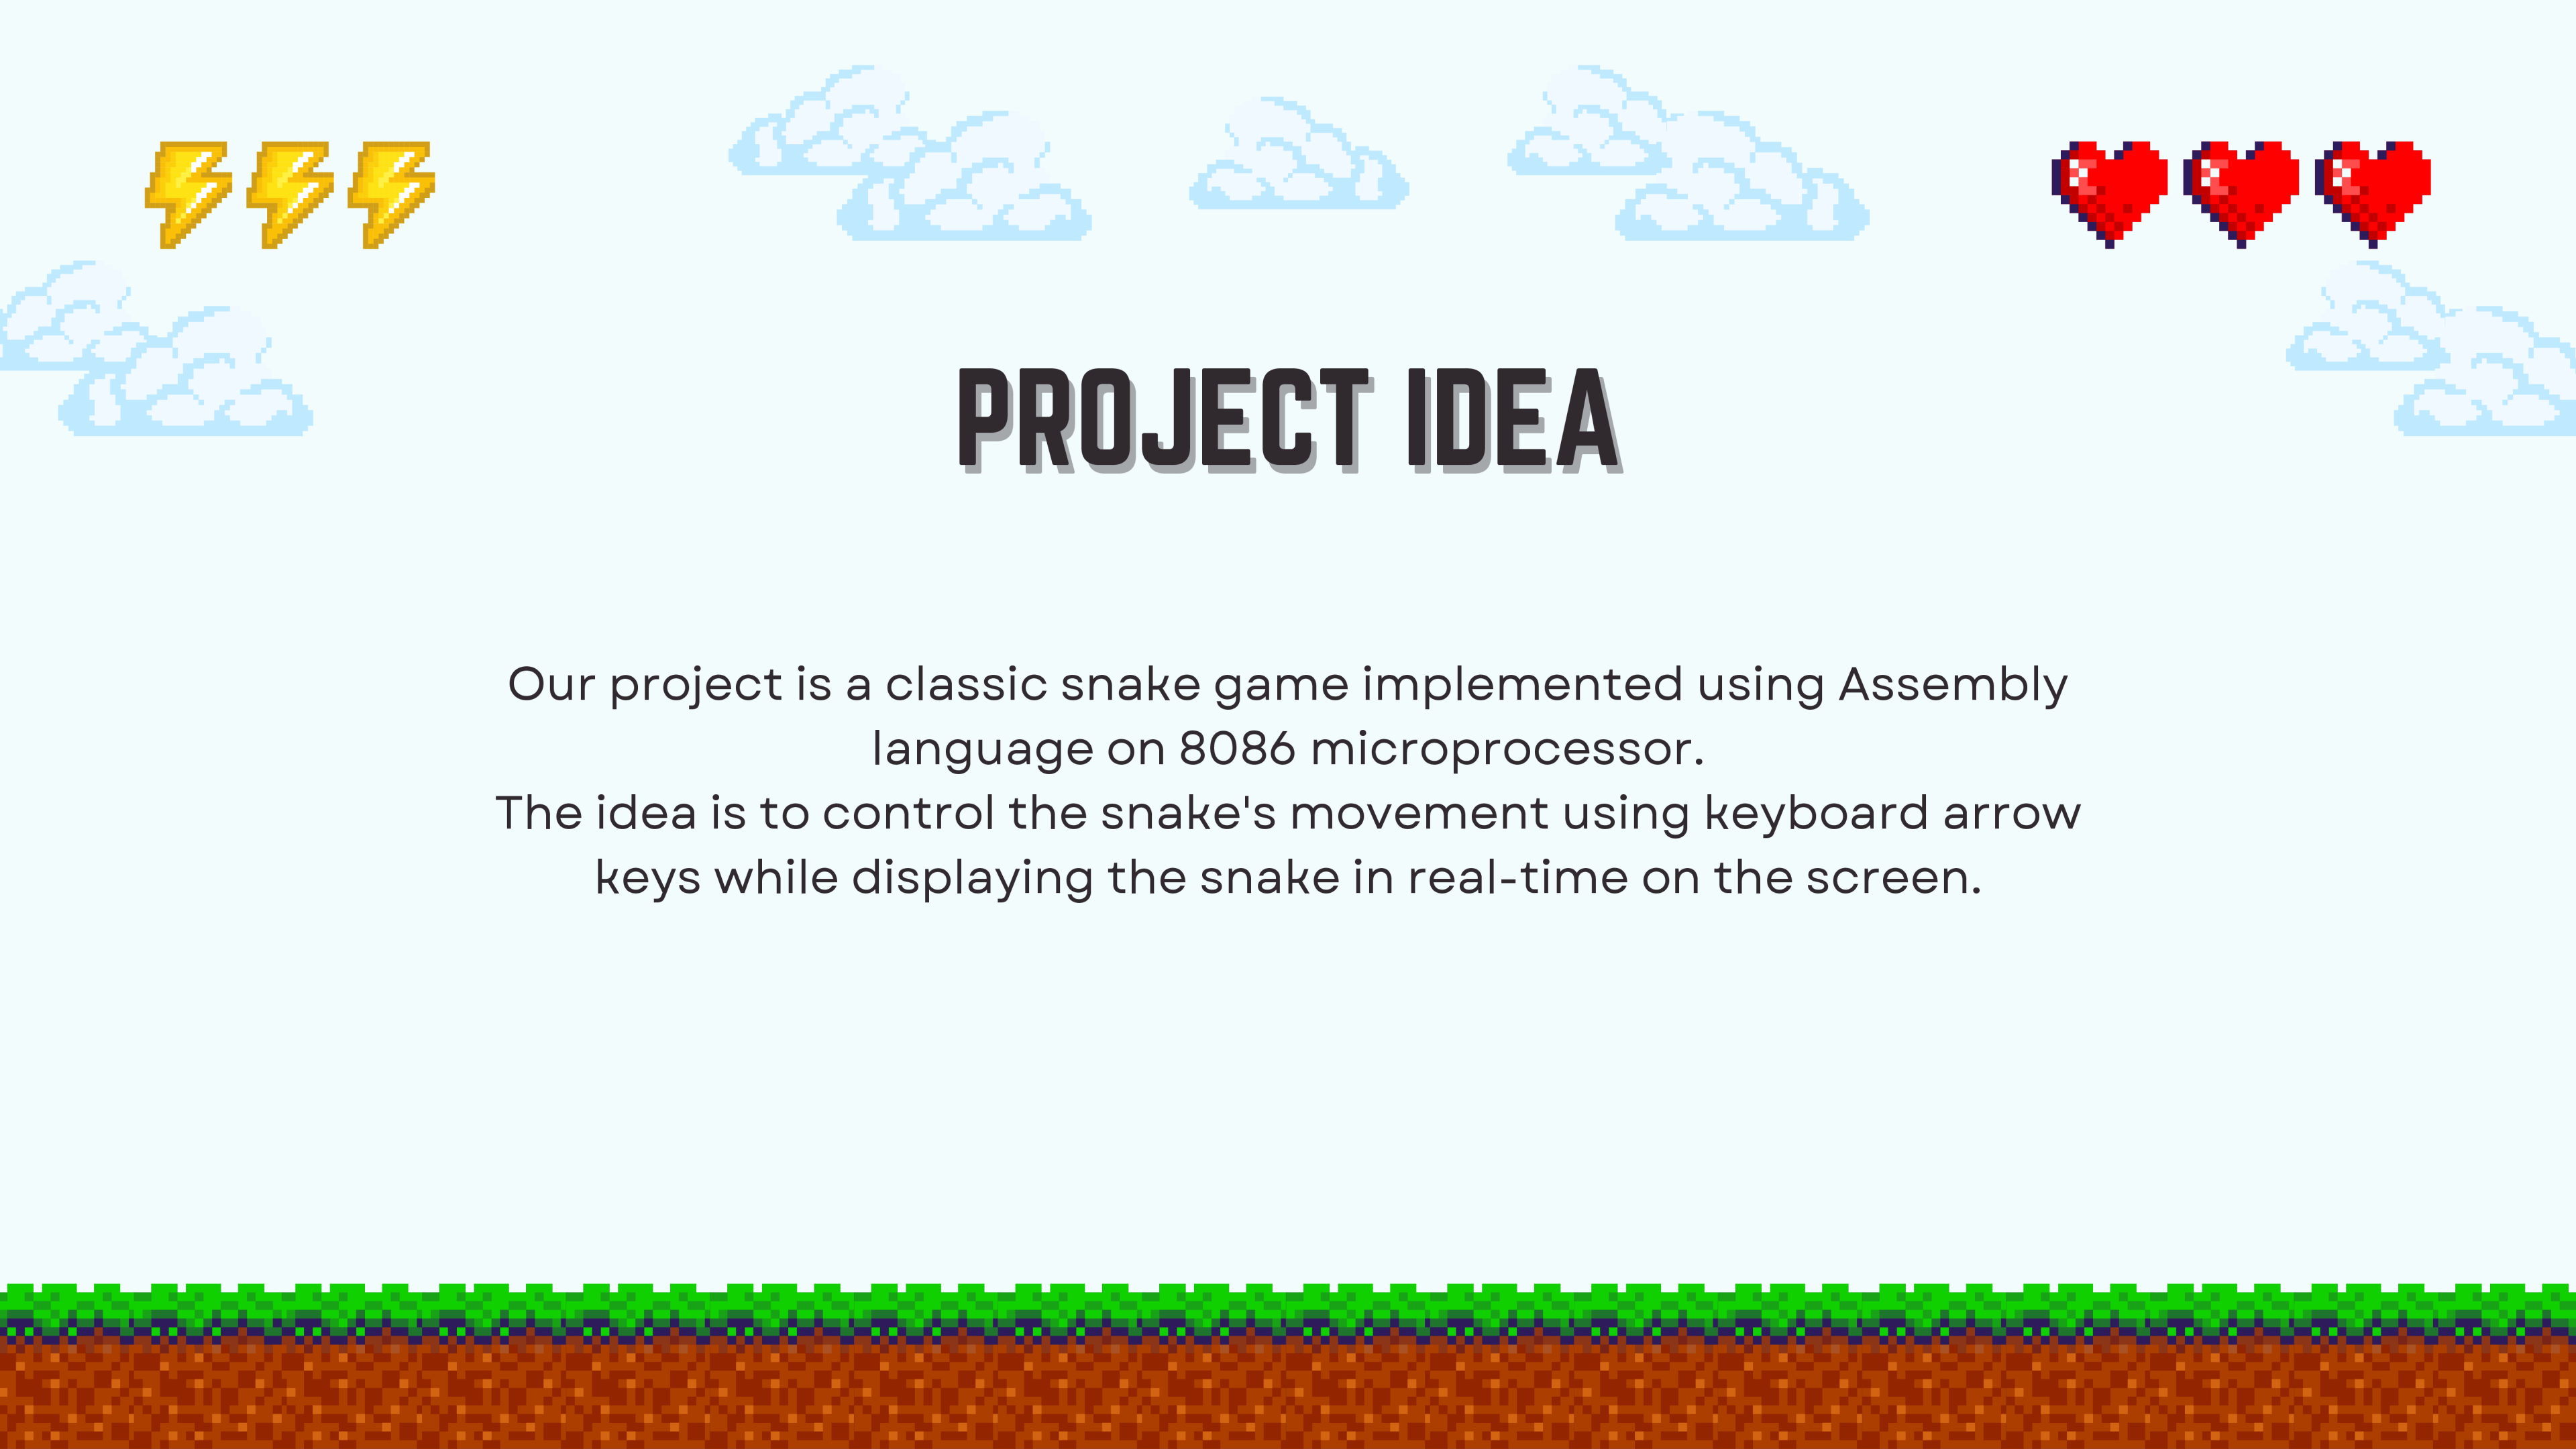 PROJECT IDEA
Our project is a classic snake game implemented using Assembly
language on 8086 microprocessor.
The idea is to control the snake's movement using keyboard arrow
keys while displaying the snake in real-time on the screen.